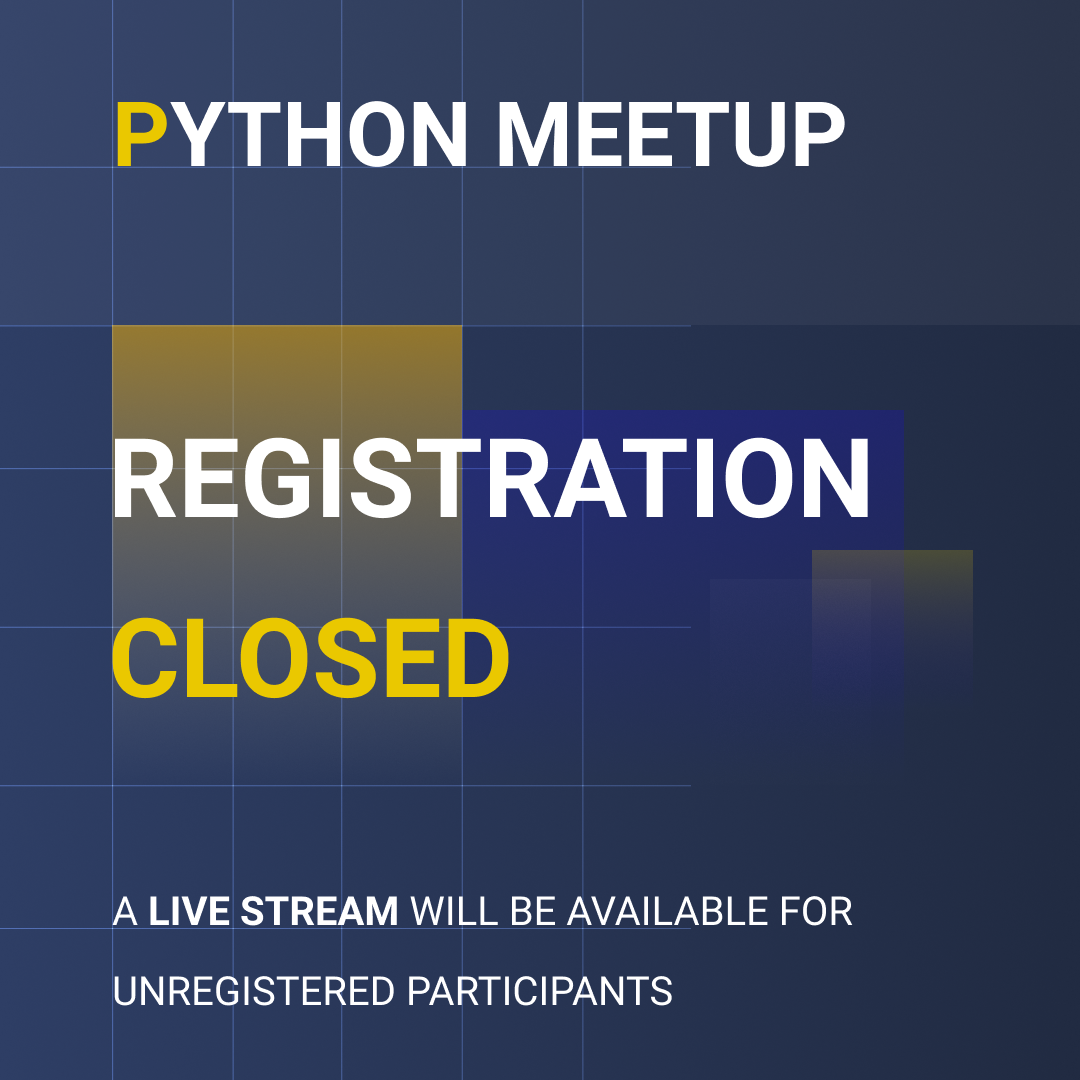 PYTHON MEETUP
REGISTRATION
CLOSED
A LIVE STREAM WILL BE AVAILABLE FOR
UNREGISTERED PARTICIPANTS